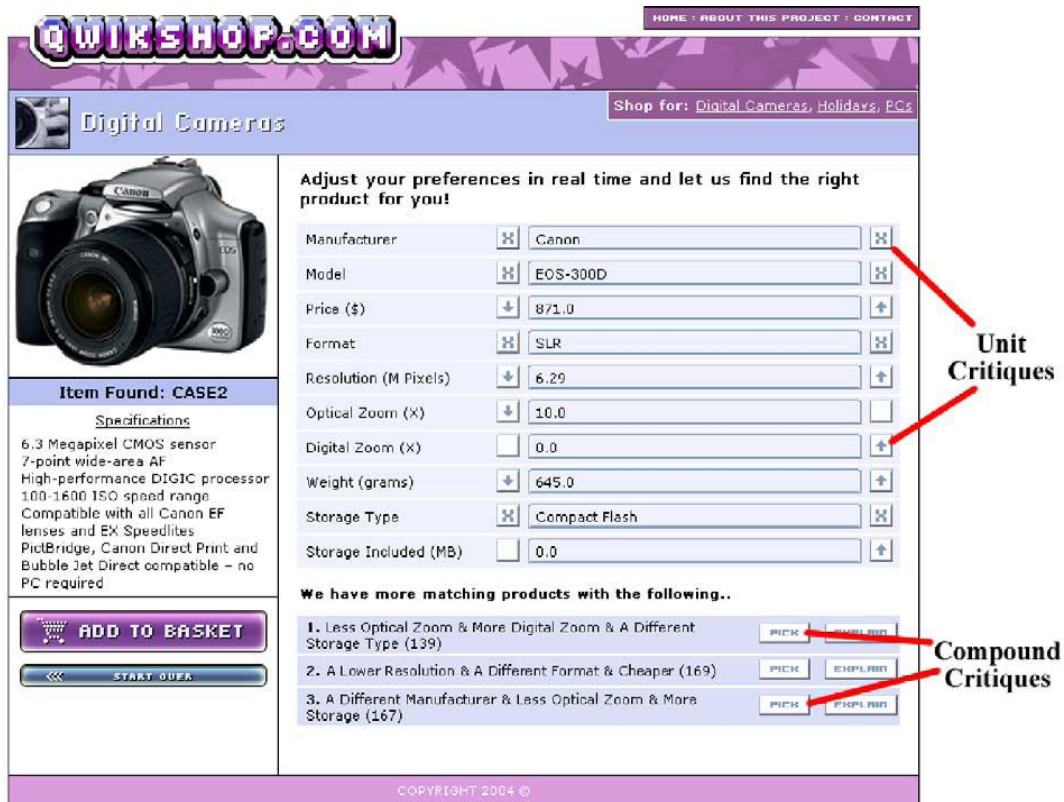 QWIKSHOP.COM
HOME : ABOUT THIS PROJECT : CONTACT
Digital Cameras
Shop for: Digital Cameras, Holidays, PCs
Canon
EOS
Item Found: CASE2
Specifications
6.3 Megapixel CMOS sensor
7-point wide-area AF
High-performance DIGIC processor
100-1600 ISO speed range
Compatible with all Canon EF
lenses and EX Speedlites
PictBridge, Canon Direct Print and
Bubble Jet Direct compatible – no
PC required
ADD TO BASKET
<<< START OVER
Adjust your preferences in real time and let us find the right
product for you!
Manufacturer Canon
Model EOS-300D
Price ($) 871.0
Format SLR
Resolution (M Pixels) 6.29
Optical Zoom (X) 10.0
Digital Zoom (X) 0.0
Weight (grams) 645.0
Storage Type Compact Flash
Storage Included (MB) 0.0
We have more matching products with the following..
1. Less Optical Zoom & More Digital Zoom & A Different
Storage Type (139)
PICK EXPLAIN
2. A Lower Resolution & A Different Format & Cheaper (169) PICK EXPLAIN
3. A Different Manufacturer & Less Optical Zoom & More
Storage (167)
PICK EXPLAIN
Unit
Critiques
Compound
Critiques
COPYRIGHT 2004 ©